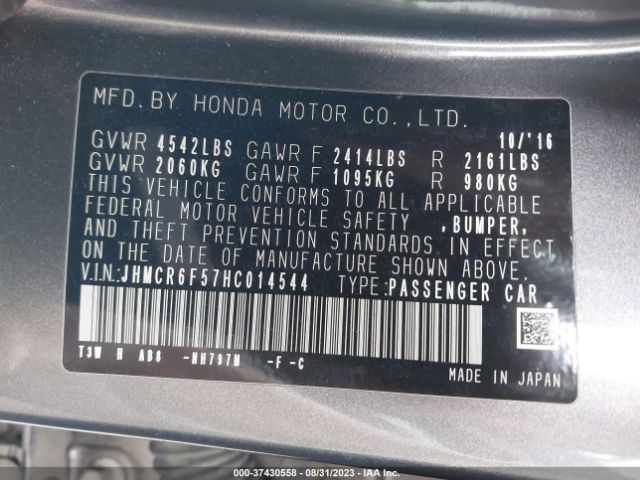 MFD.BY HONDA MOTOR CO.,LTD.
10/'16
GVWR 4542LBS GAWR F 2414LBS R 2161LBS
GVWR 2060KG GAWR F 1095KG R 980KG
THIS VEHICLE CONFORMS TO ALL APPLICABLE
FEDERAL MOTOR VEHICLE SAFETY ,BUMPER,
AND THEFT PREVENTION STANDARDS IN EFFECT
ON THE DATE OF MANUFACTURE SHOWN ABOVE.
V.I.N:JHMCR6F57HC014544 TYPE:PASSENGER CAR
T3W H AB8 -NH797M -F -C
MADE IN JAPAN
000-37430558 - 08/31/2023 - IAA Inc.